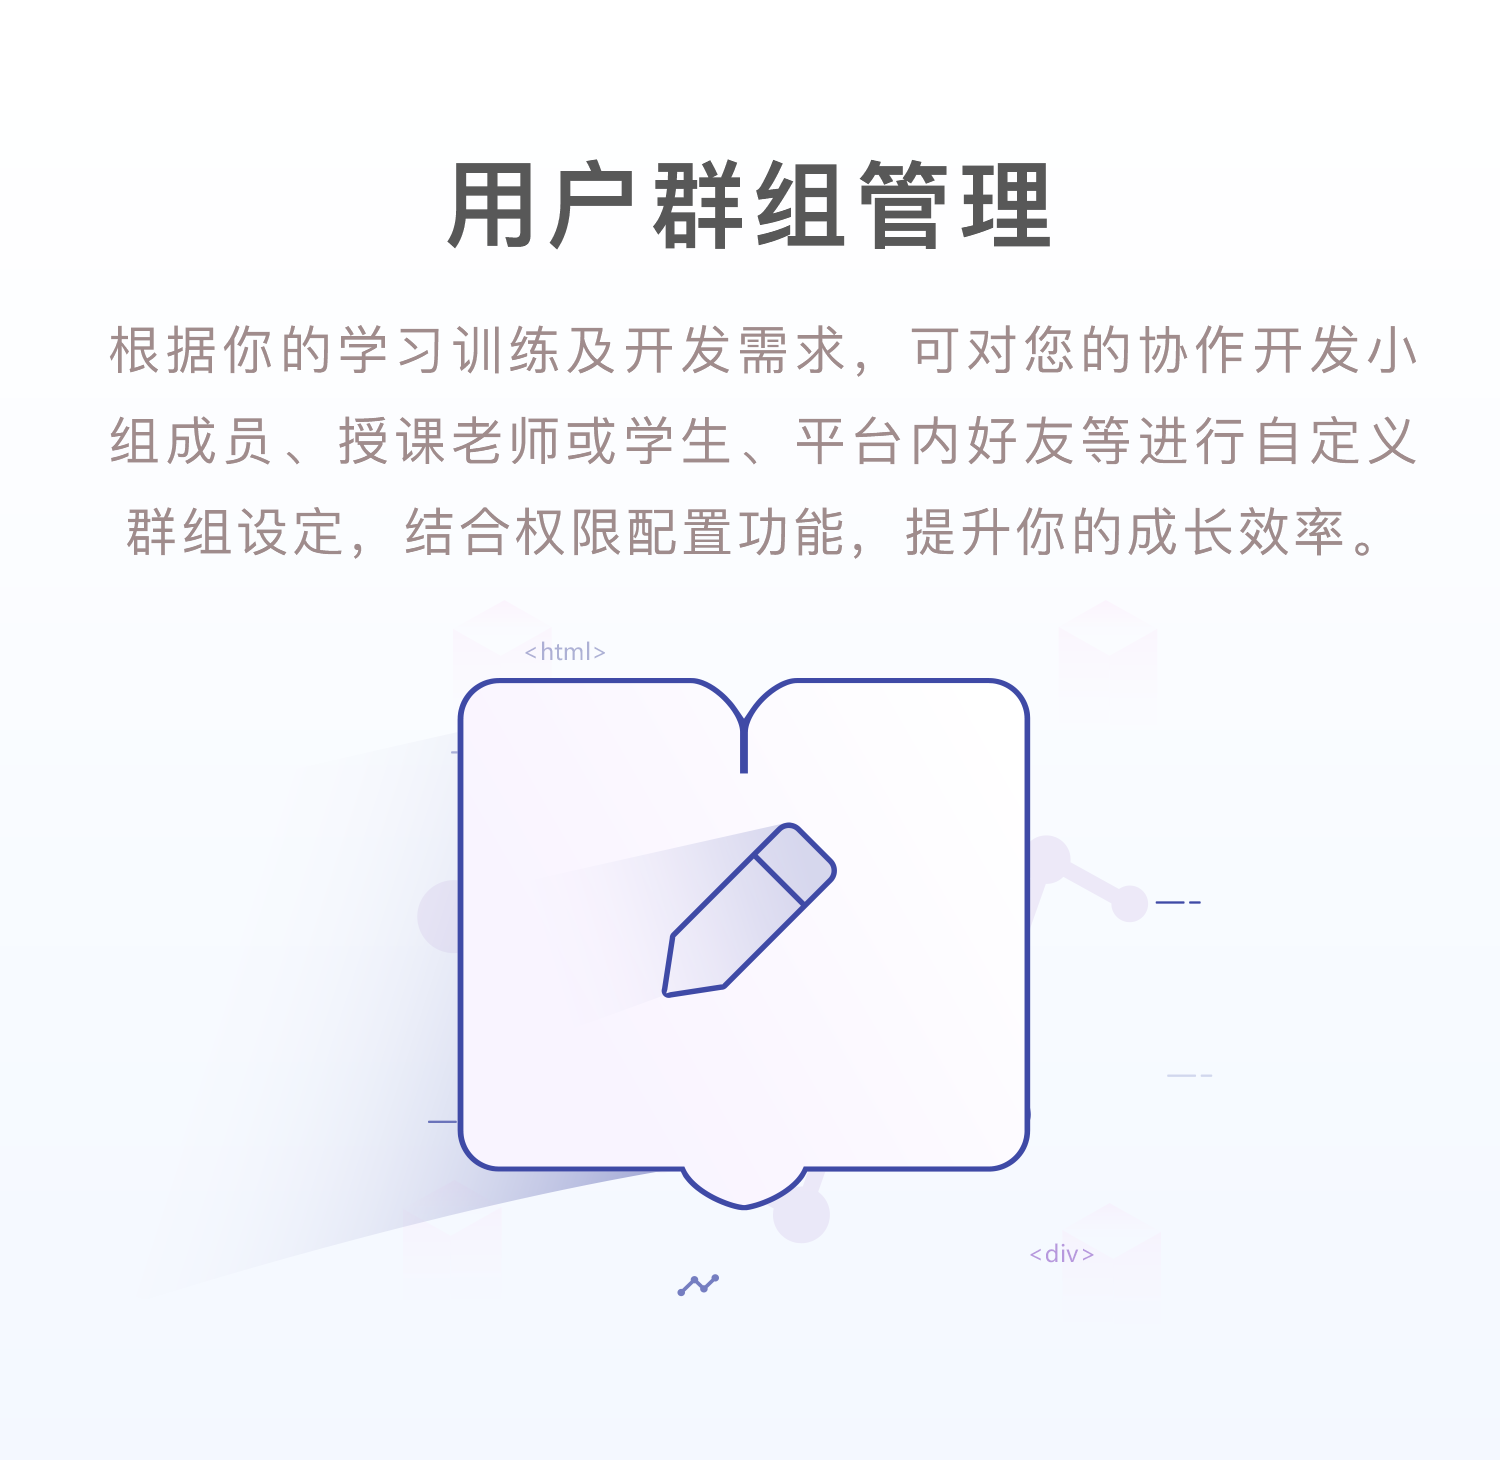 用户群组管理
根据你的学习训练及开发需求，可对您的协作开发小
组成员、授课老师或学生、平台内好友等进行自定义
群组设定，结合权限配置功能，提升你的成长效率。
<html>
<div>